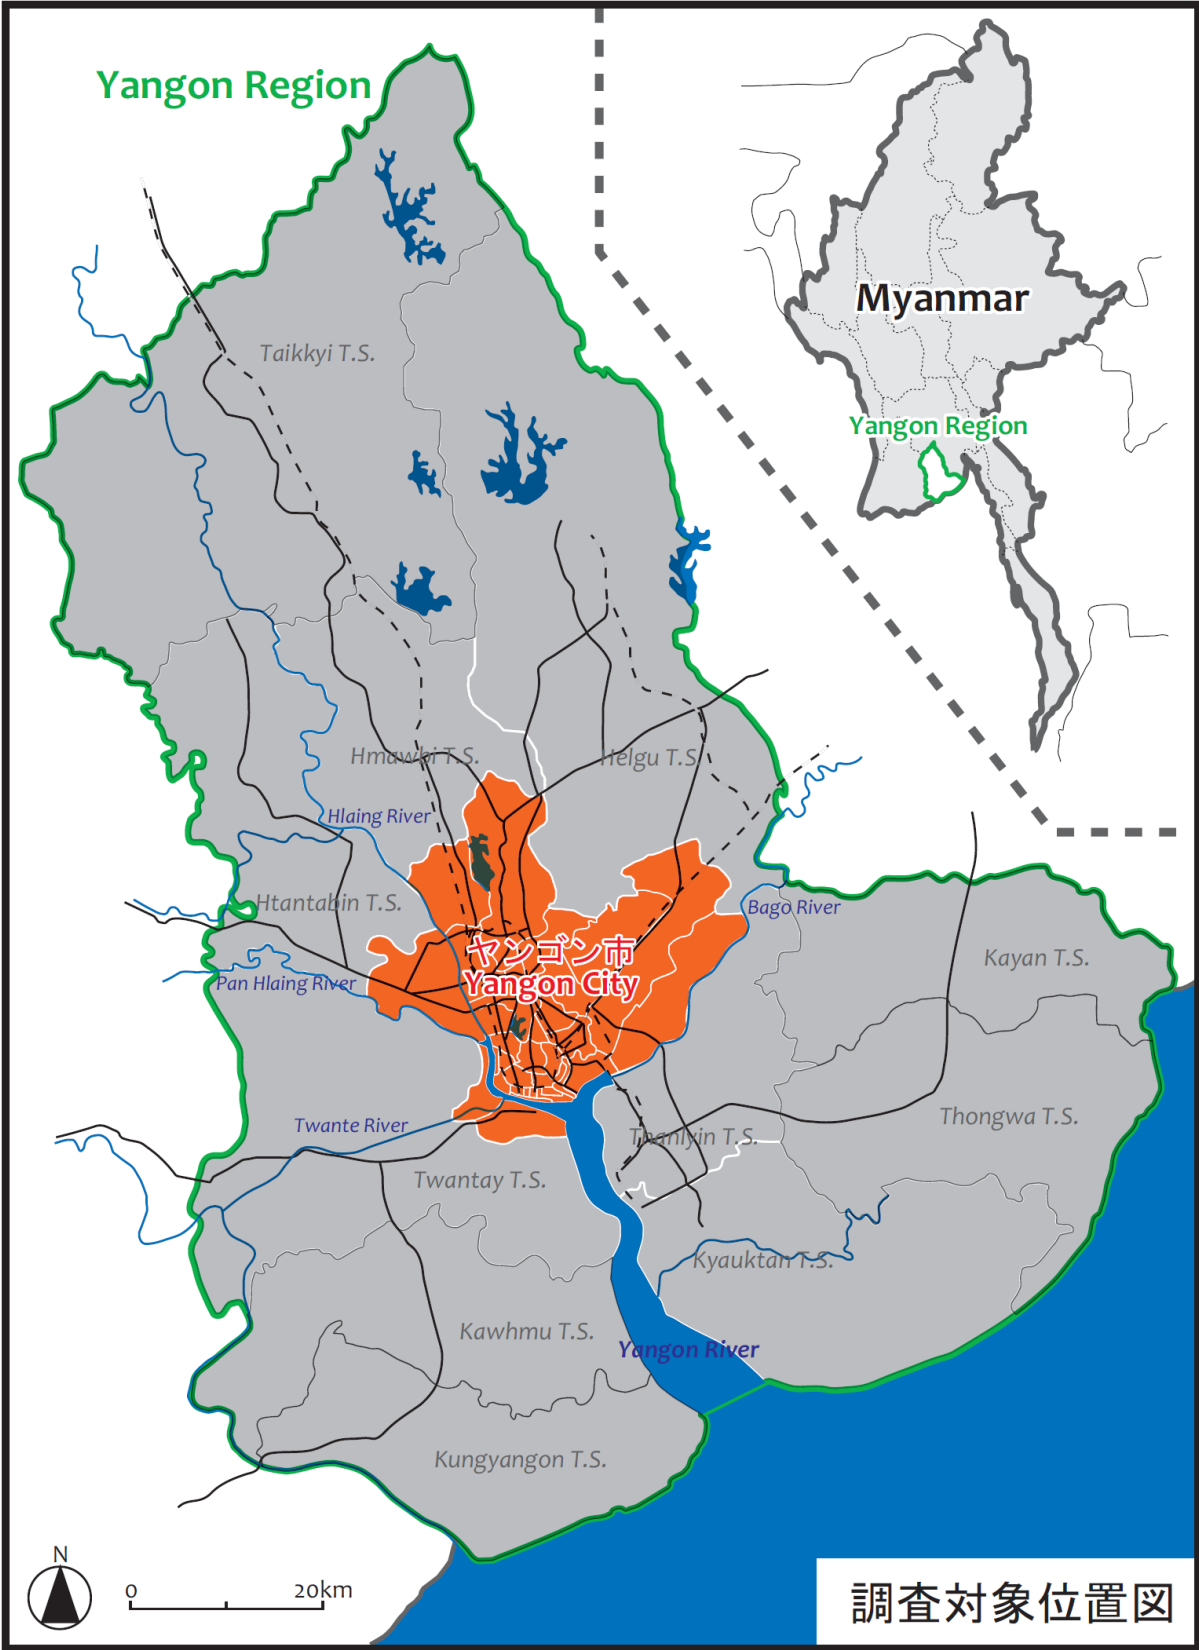 Yangon Region
Myanmar
Yangon Region
Taikkyi T.S.
Hmawbi T.S.
Helgu T.S.
Hlaing River
Htantabin T.S.
Bago River
ヤンゴン市
Yangon City
Pan Hlaing River
Kayan T.S.
Twante River
Thanlyin T.S.
Thongwa T.S.
Twantay T.S.
Kyauktan T.S.
Kawhmu T.S.
Yangon River
Kungyangon T.S.
N
0 20km
調査対象位置図